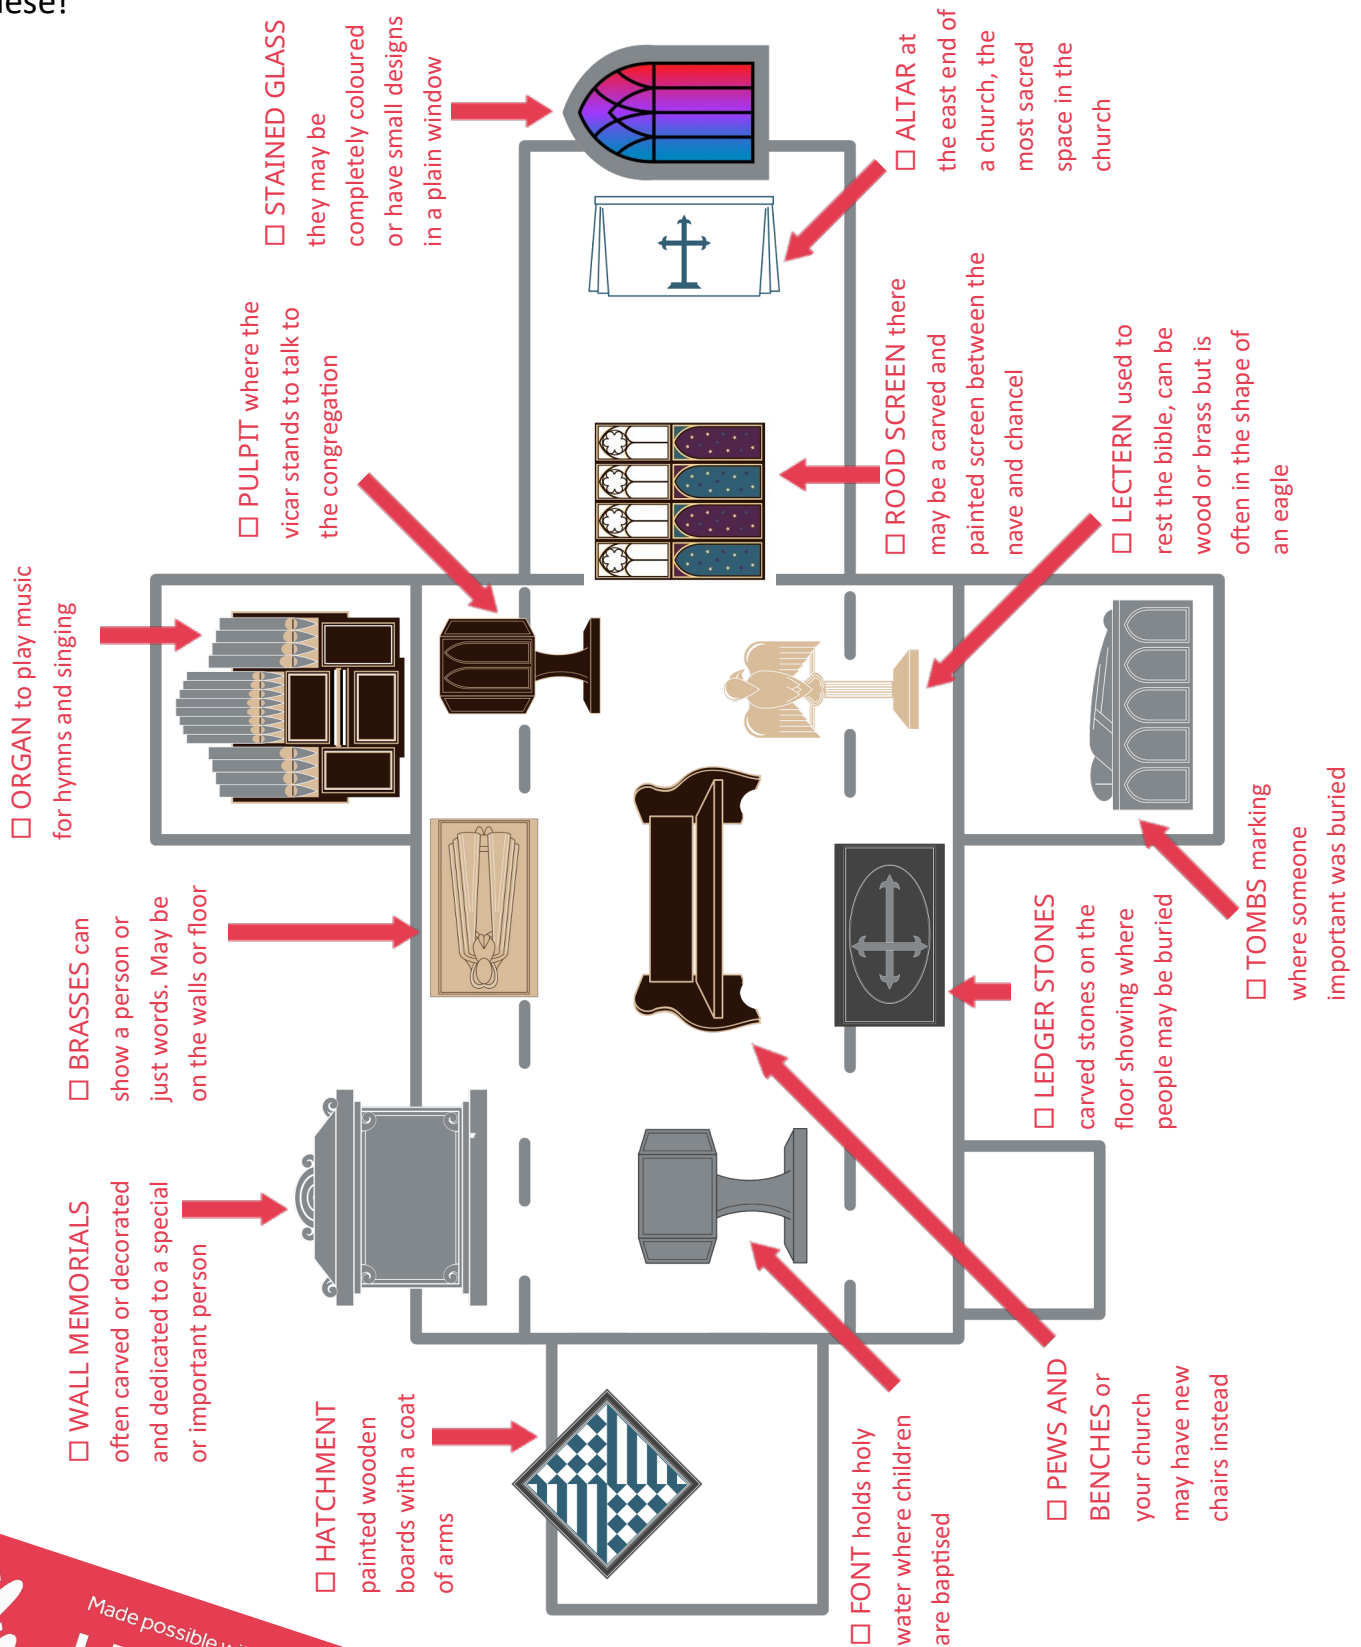 nese!
□ STAINED GLASS
they may be
completely coloured
or have small designs
in a plain window
□ ALTAR at
the east end of
a church, the
most sacred
space in the
church
□ PULPIT where the
vicar stands to talk to
the congregation
□ ROOD SCREEN there
may be a carved and
painted screen between the
nave and chancel
□ LECTERN used to
rest the bible, can be
wood or brass but is
often in the shape of
an eagle
□ ORGAN to play music
for hymns and singing
□ BRASSES can
show a person or
just words. May be
on the walls or floor
□ TOMBS marking
where someone
important was buried
□ LEDGER STONES
carved stones on the
floor showing where
people may be buried
□ WALL MEMORIALS
often carved or decorated
and dedicated to a special
or important person
□ HATCHMENT
painted wooden
boards with a coat
of arms
□ FONT holds holy
water where children
are baptised
□ PEWS AND
BENCHES or
your church
may have new
chairs instead
Made possible